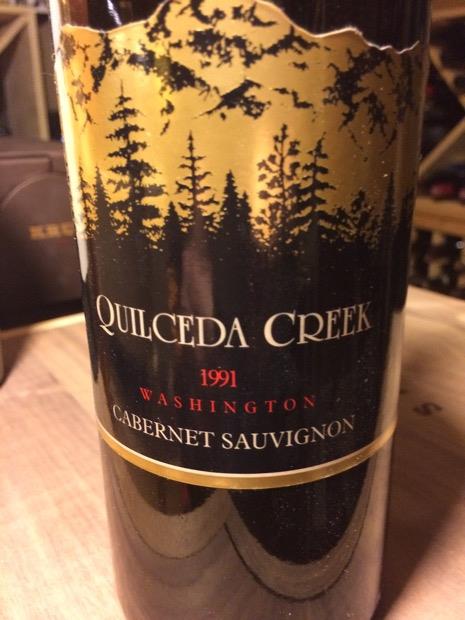 QUILCEDA CREEK
1991
WASHINGTON
CABERNET SAUVIGNON